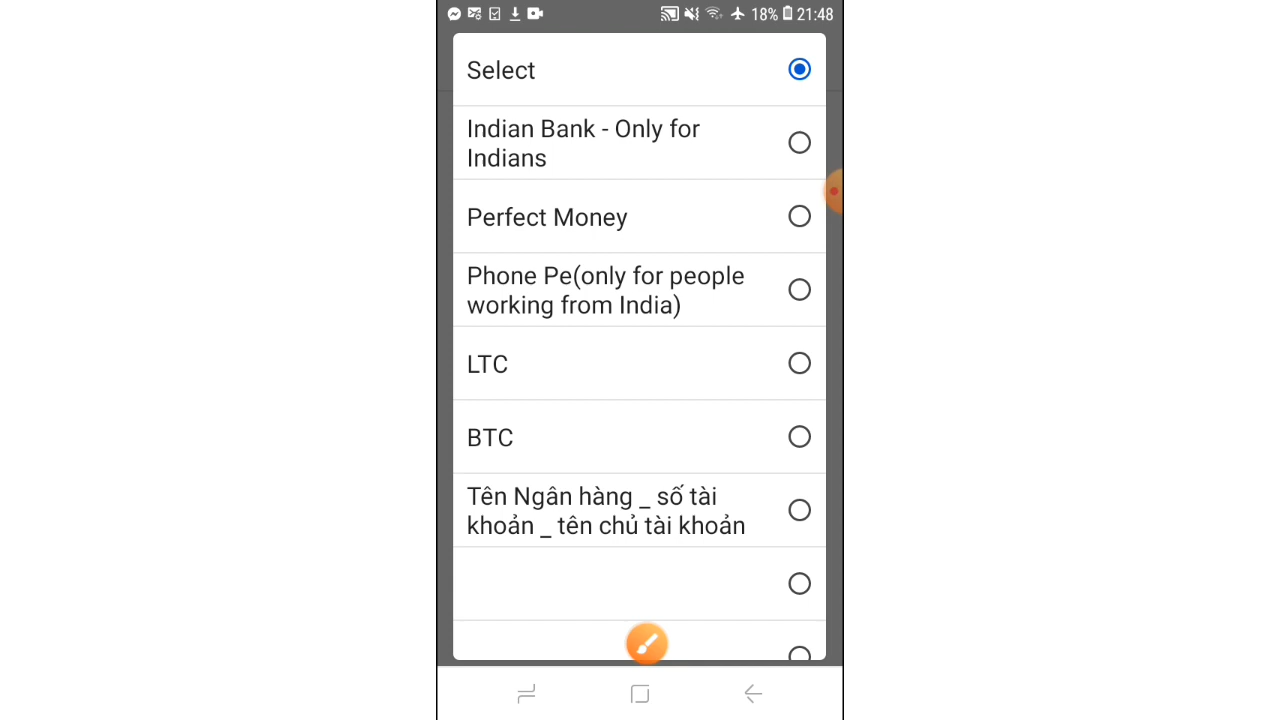 18% 21:48
Select
Indian Bank - Only for
Indians
Perfect Money
Phone Pe(only for people
working from India)
LTC
BTC
Tên Ngân hàng _ số tài
khoản _ tên chủ tài khoản